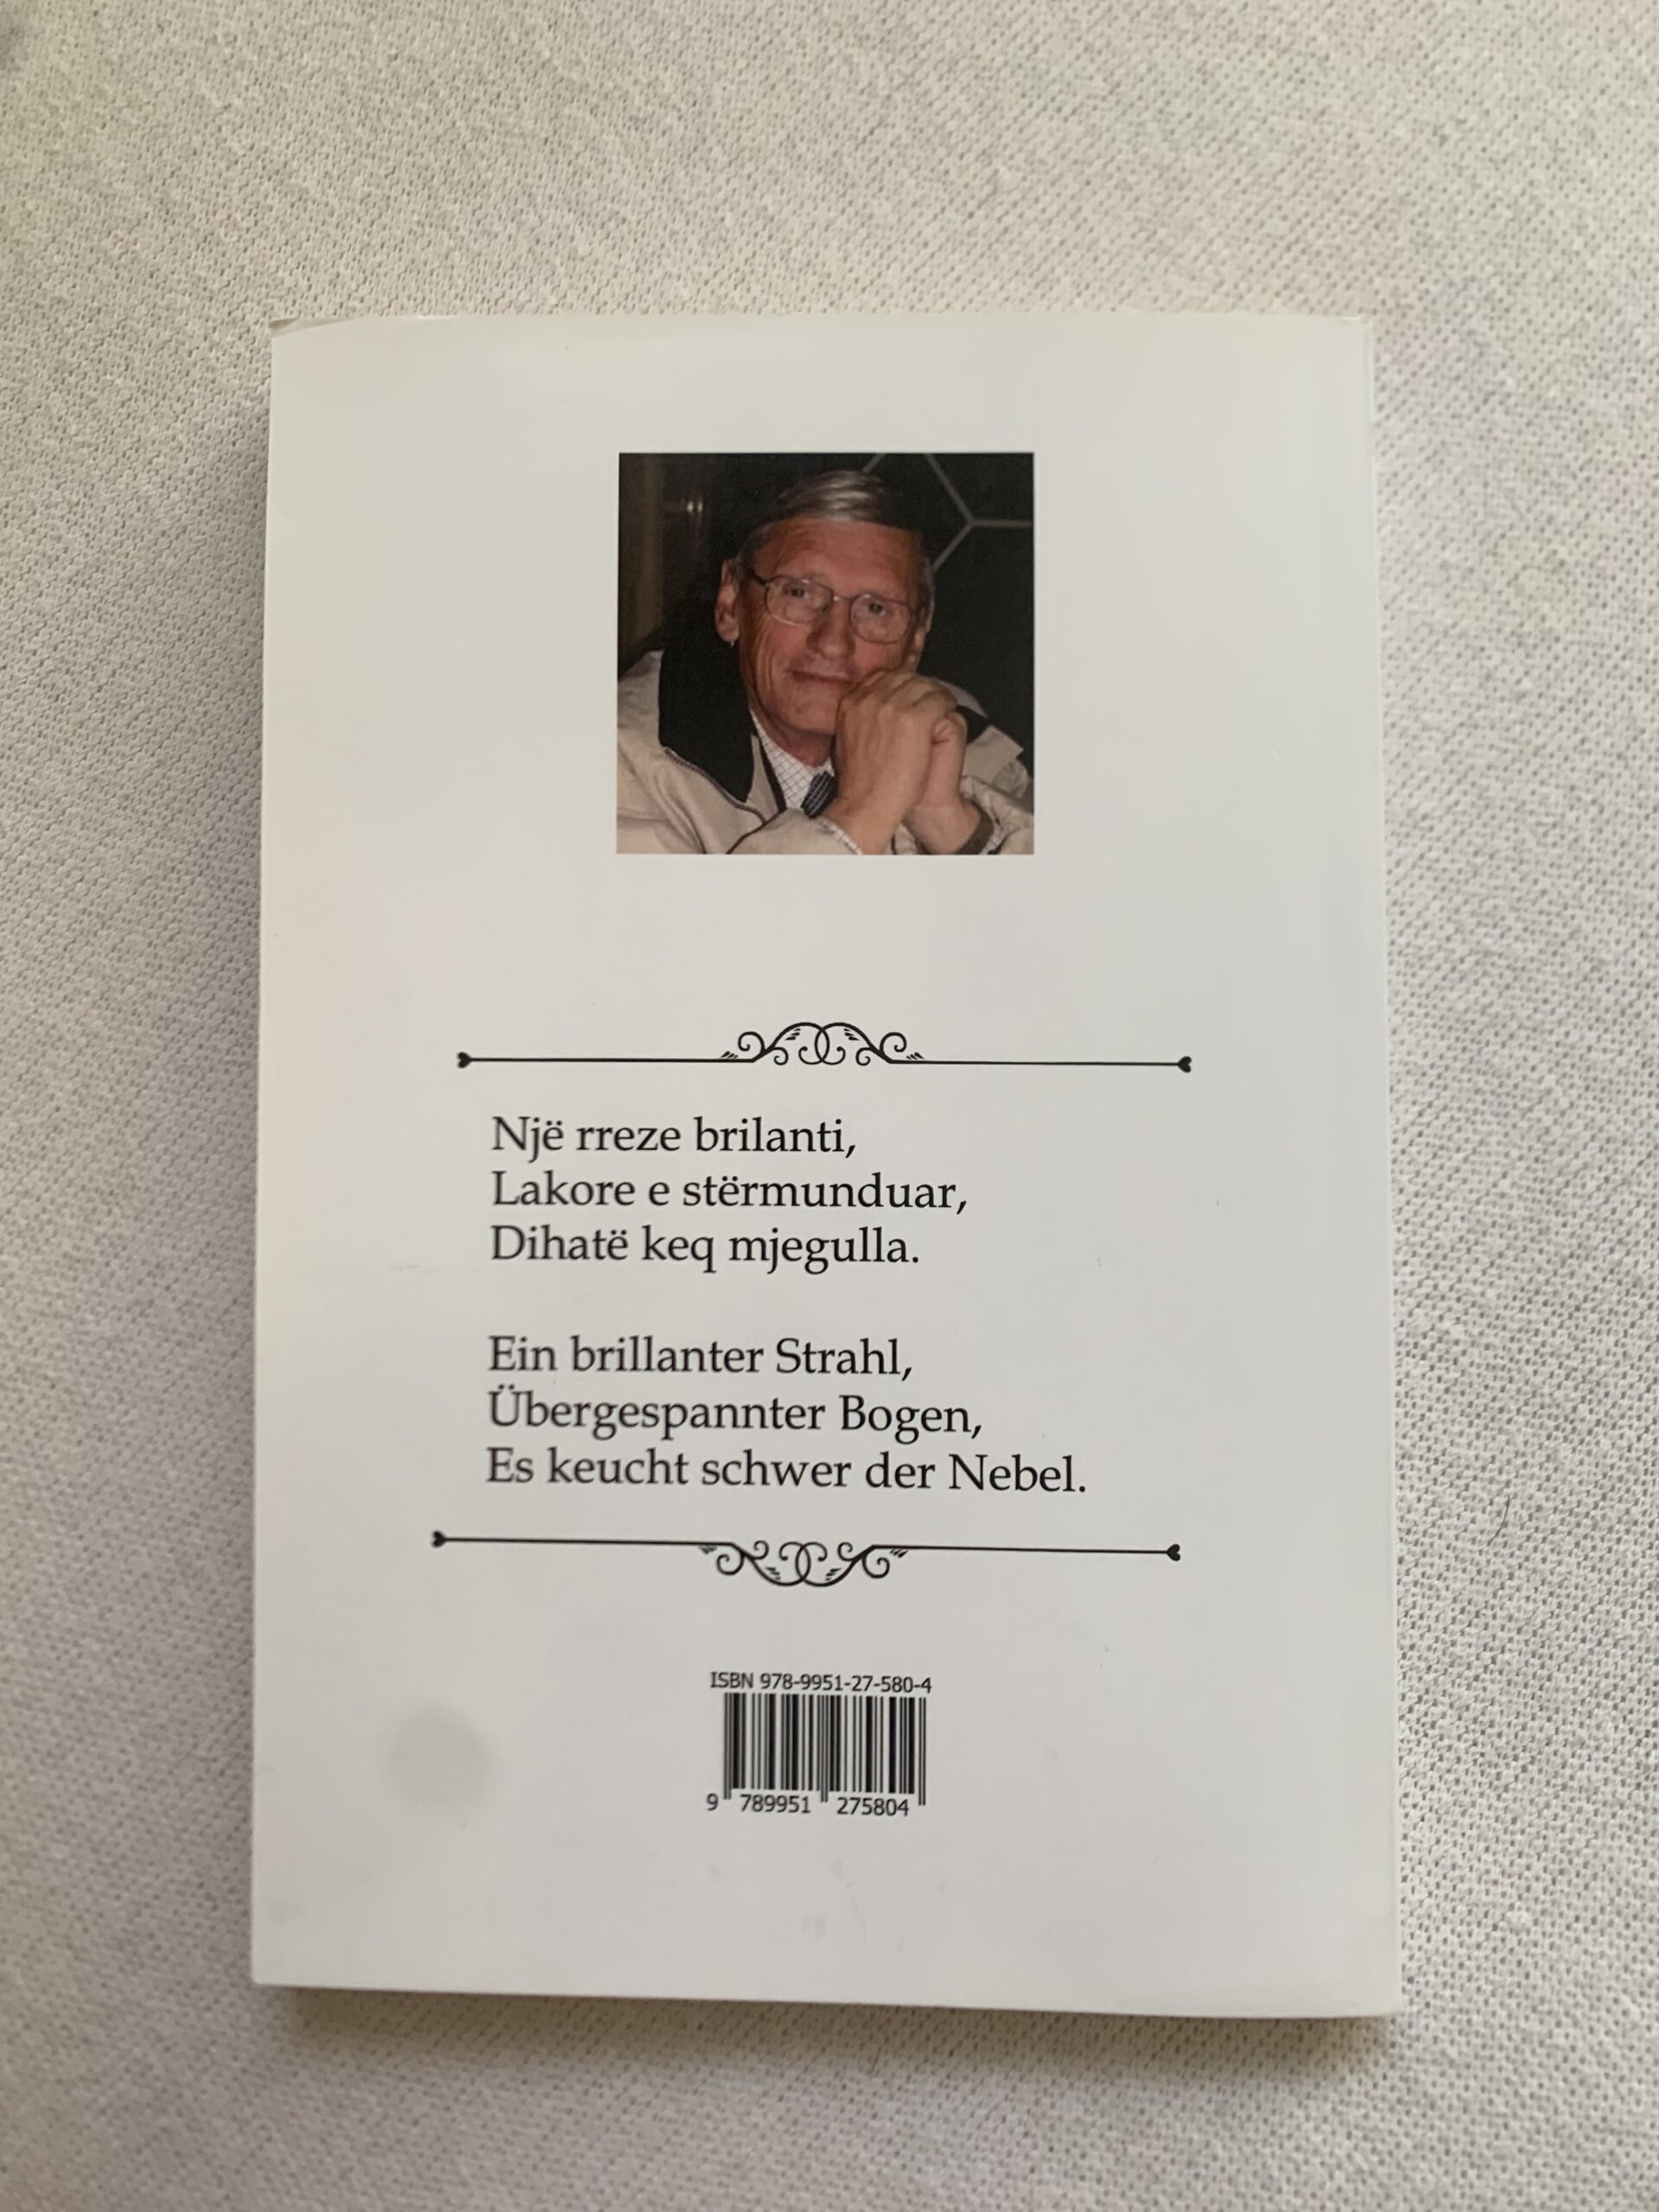 Një rreze brilanti,
Lakore e stërmunduar,
Dihatë keq mjegulla.
Ein brillanter Strahl,
Übergespannter Bogen,
Es keucht schwer der Nebel.
ISBN 978-9951-27-580-4
9 789951 275804